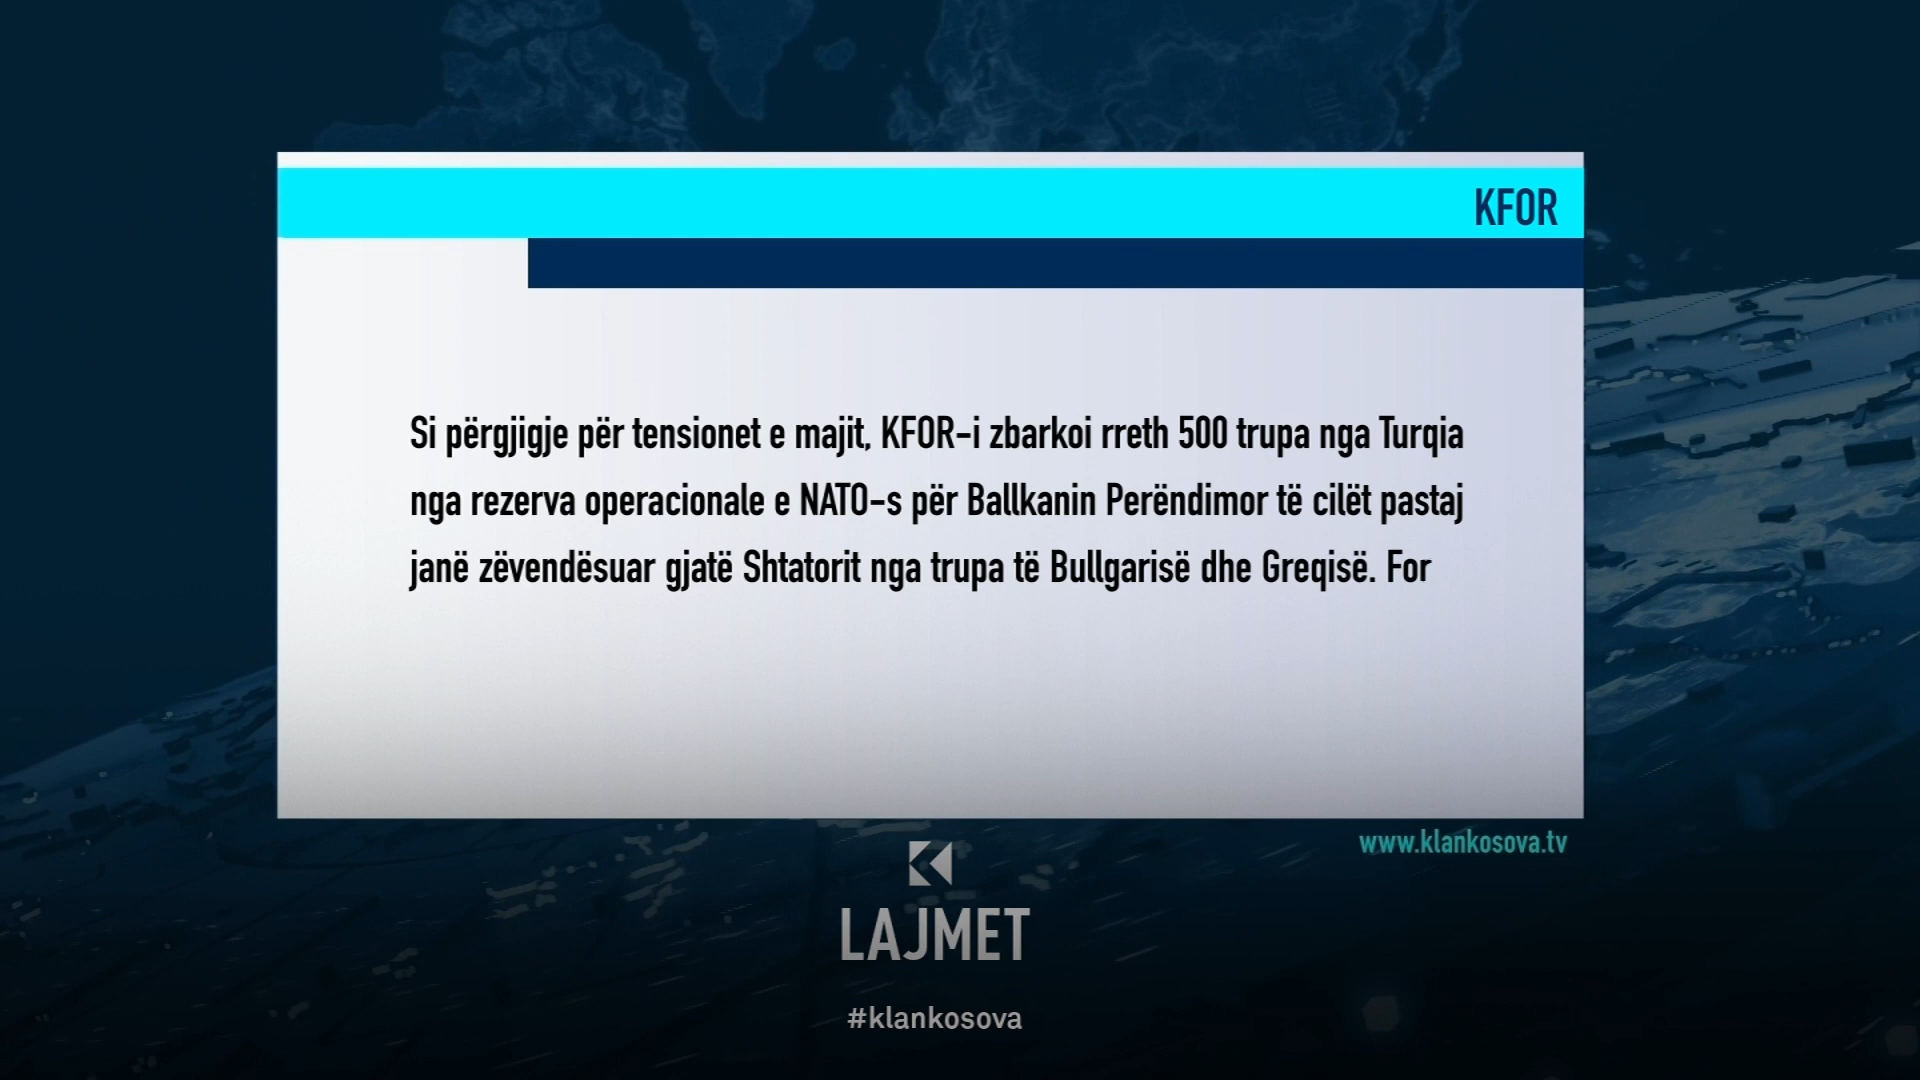 KFOR
Si përgjigje për tensionet e majit, KFOR-i zbarkoi rreth 500 trupa nga Turqia
nga rezerva operacionale e NATO-s për Ballkanin Perëndimor të cilët pastaj
janë zëvendësuar gjatë Shtatorit nga trupa të Bullgarisë dhe Greqisë. For
www.klankosova.tv
LAJMET
#klankosova